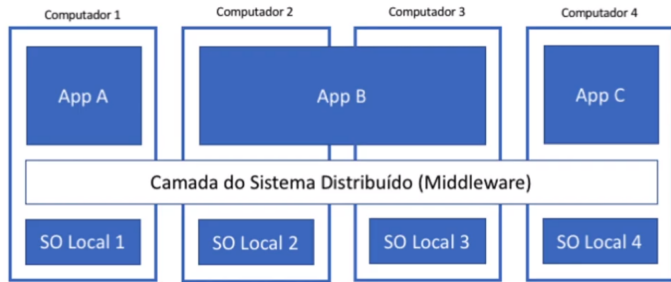 Computador 1
Computador 2
Computador 3
Computador 4
App A
App B
App C
Camada do Sistema Distribuído (Middleware)
SO Local 1
SO Local 2
SO Local 3
SO Local 4